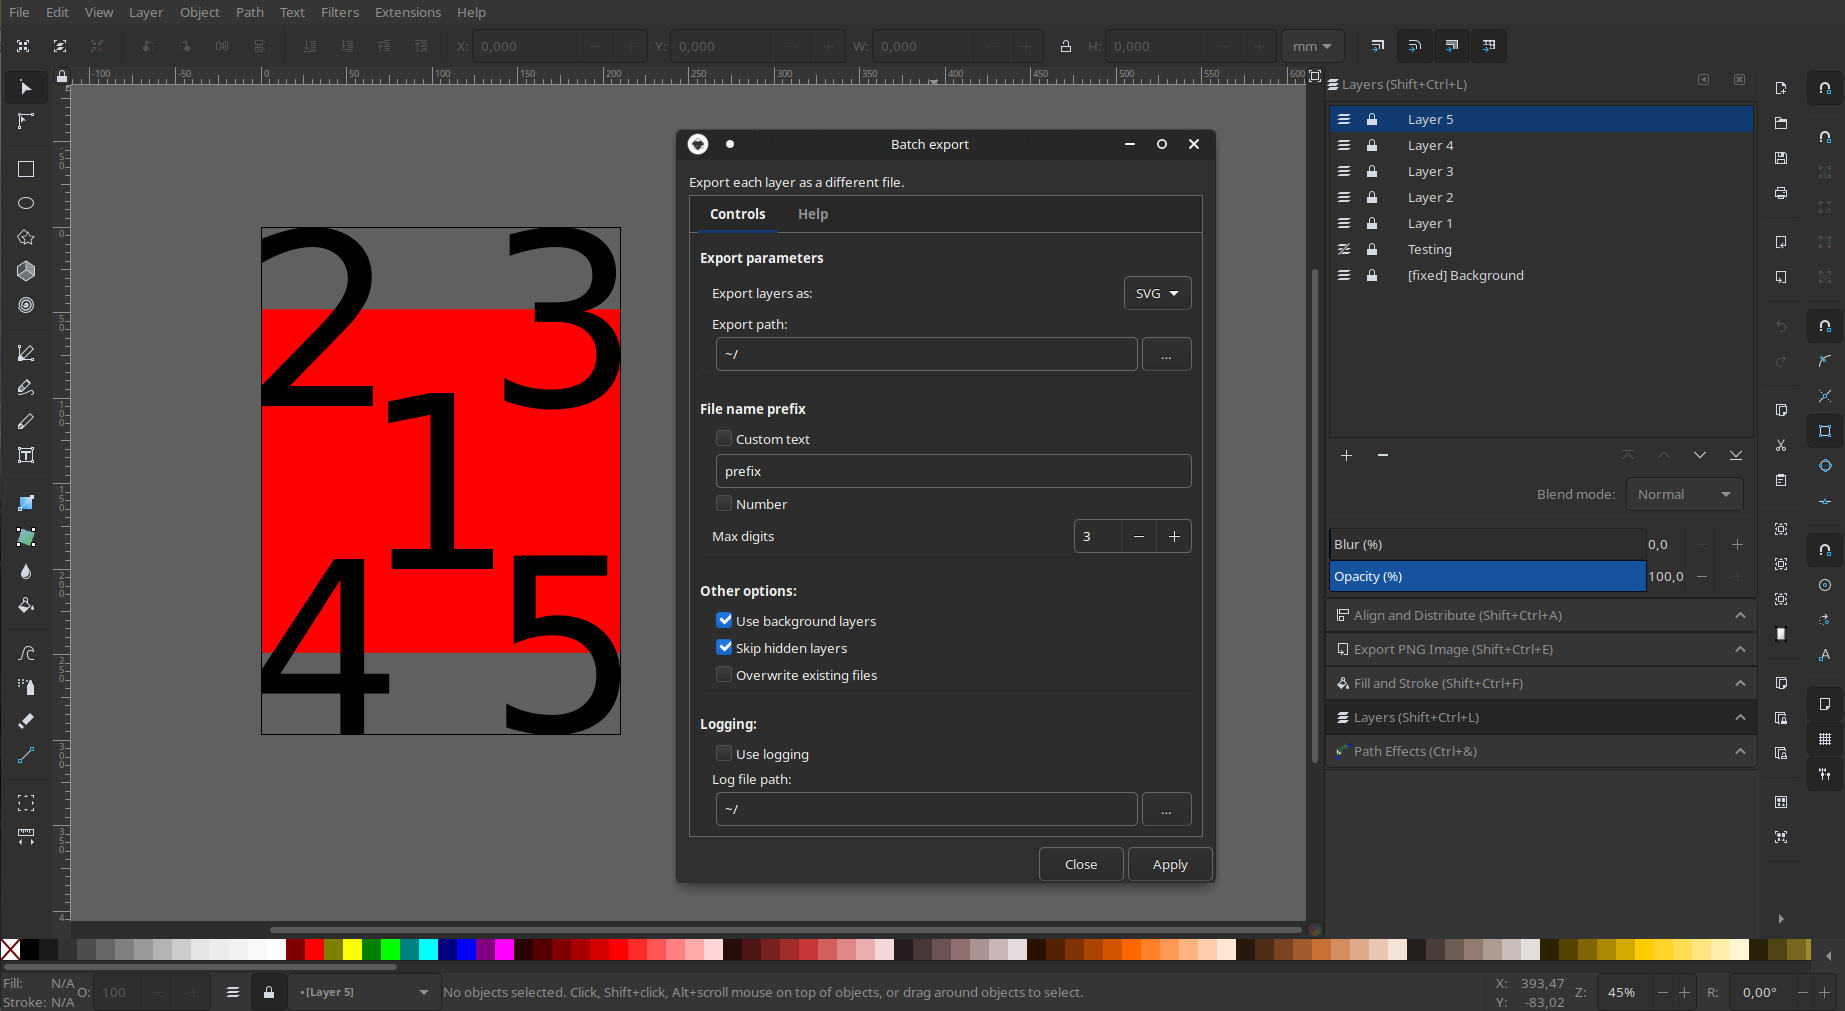 File Edit View Layer Object Path Text Filters Extensions Help
X: 0,000 Y: 0,000 W: 0,000 H: 0,000 mm
-100 -50 0 50 100 150 200 250 300 350 400 450 500 550 600
Layers (Shift+Ctrl+L)
Layer 5
Layer 4
Layer 3
Layer 2
Layer 1
Testing
[fixed] Background
Blend mode: Normal
Blur (%) 0,0
Opacity (%) 100,0
Align and Distribute (Shift+Ctrl+A)
Export PNG Image (Shift+Ctrl+E)
Fill and Stroke (Shift+Ctrl+F)
Layers (Shift+Ctrl+L)
Path Effects (Ctrl+&)
2 3
1
4 5
Batch export
Export each layer as a different file.
Controls Help
Export parameters
Export layers as: SVG
Export path:
~/ ...
File name prefix
Custom text
prefix
Number
Max digits 3
Other options:
Use background layers
Skip hidden layers
Overwrite existing files
Logging:
Use logging
Log file path:
~/ ...
Close Apply
Fill: N/A
Stroke: N/A
O: 100
•[Layer 5]
No objects selected. Click, Shift+click, Alt+scroll mouse on top of objects, or drag around objects to select.
X: 393,47
Y: -83,02
Z: 45% R: 0,00°